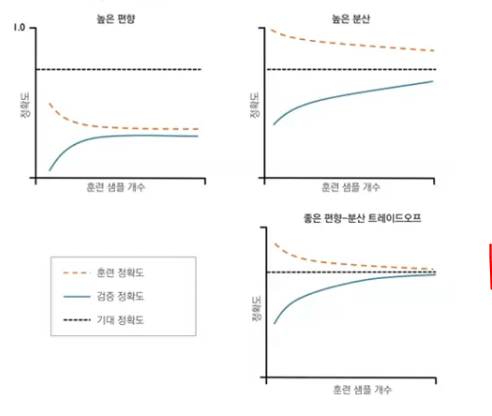 높은 편향
1.0
정확도
훈련 샘플 개수
높은 분산
정확도
훈련 샘플 개수
훈련 정확도
검증 정확도
기대 정확도
좋은 편향-분산 트레이드오프
정확도
훈련 샘플 개수